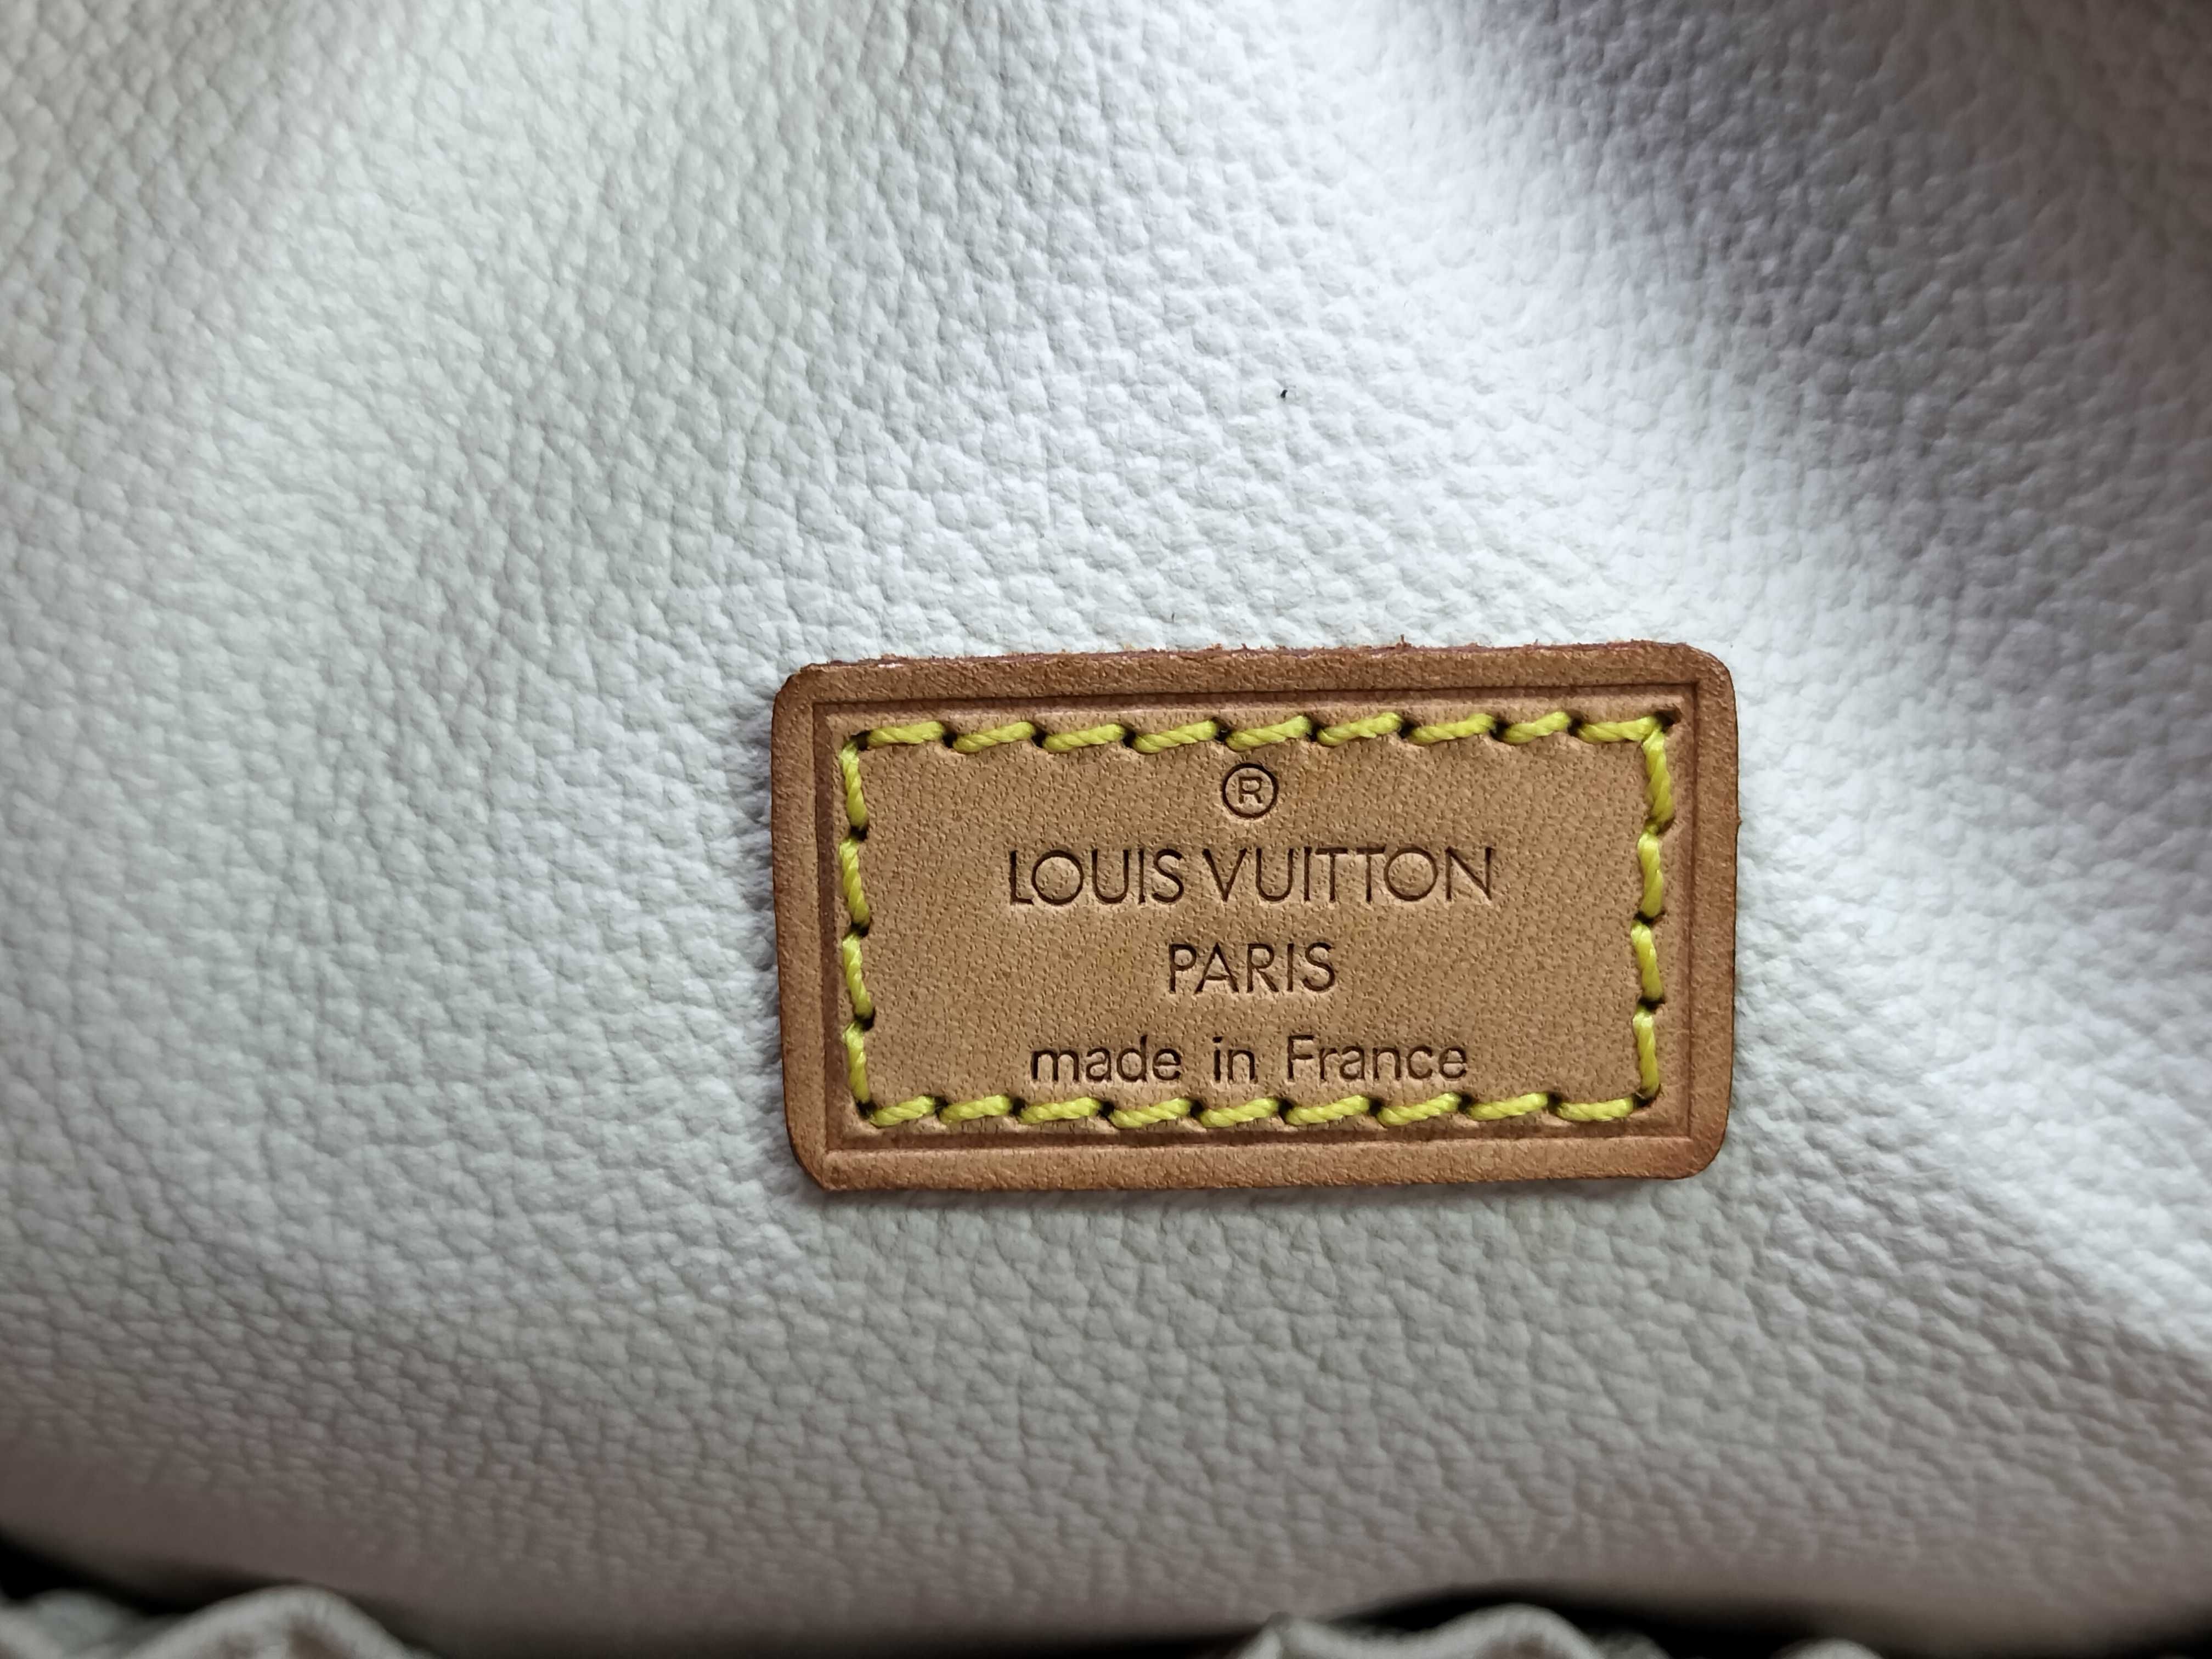 ®
LOUIS VUITTON
PARIS
made in France